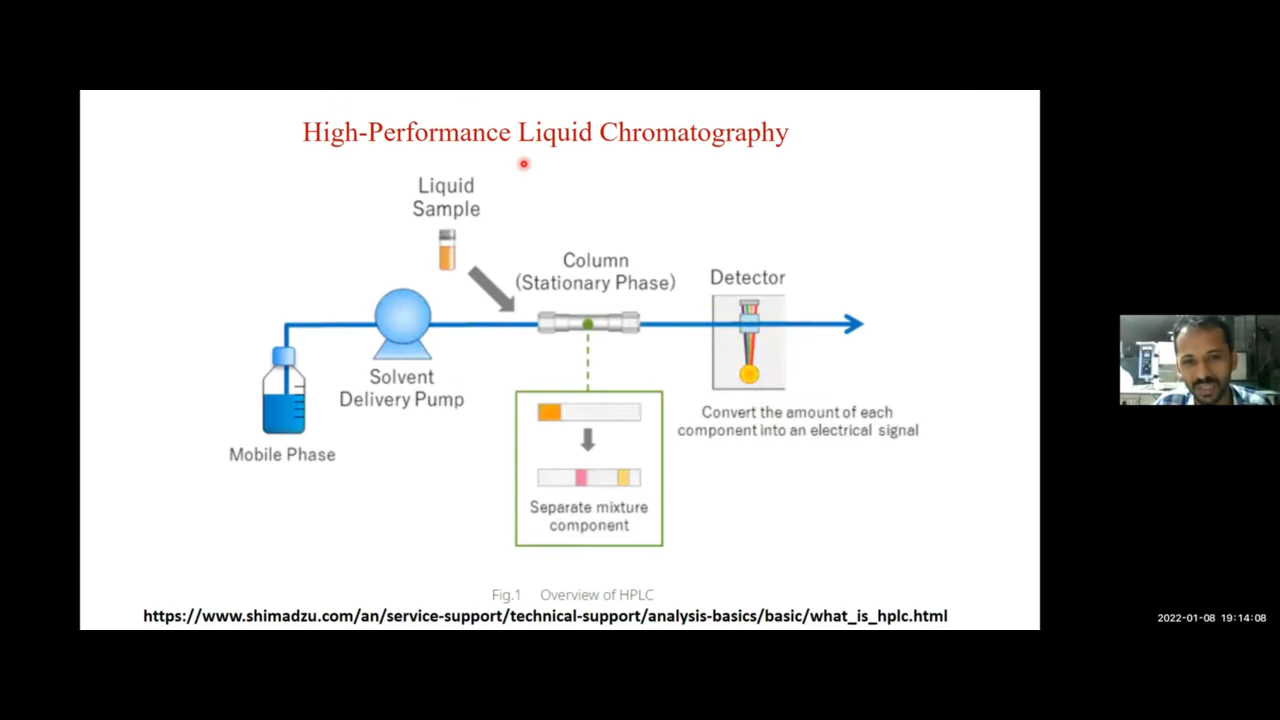 High-Performance Liquid Chromatography
Liquid
Sample
Column
(Stationary Phase)
Detector
Solvent
Delivery Pump
Mobile Phase
Convert the amount of each
component into an electrical signal
Separate mixture
component
Fig.1 Overview of HPLC
https://www.shimadzu.com/an/service-support/technical-support/analysis-basics/basic/what_is_hplc.html
2022-01-08 19:14:08